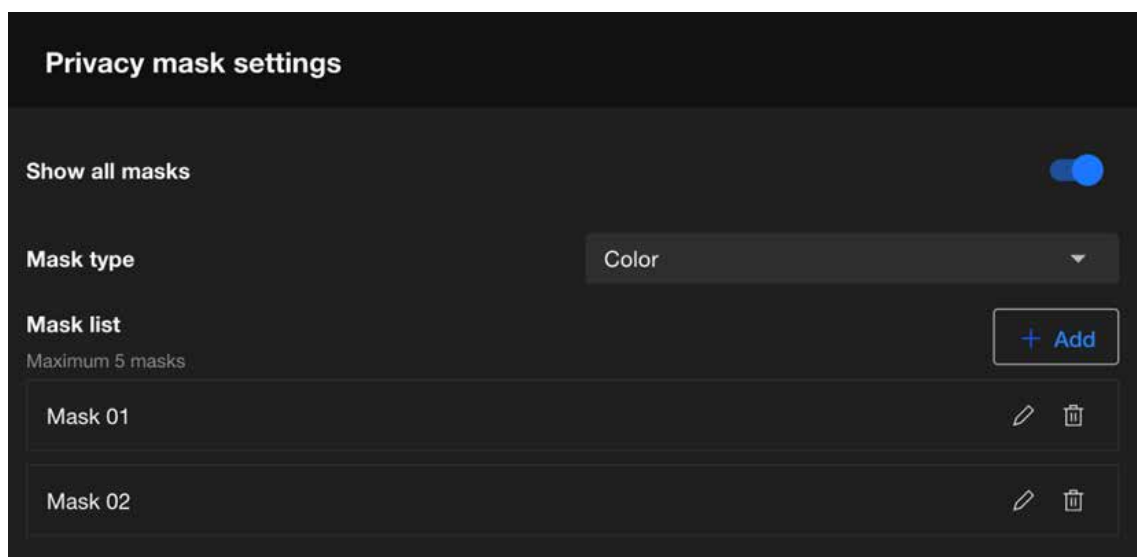 Privacy mask settings
Show all masks
Mask type Color
Mask list
+ Add
Maximum 5 masks
Mask 01
Mask 02